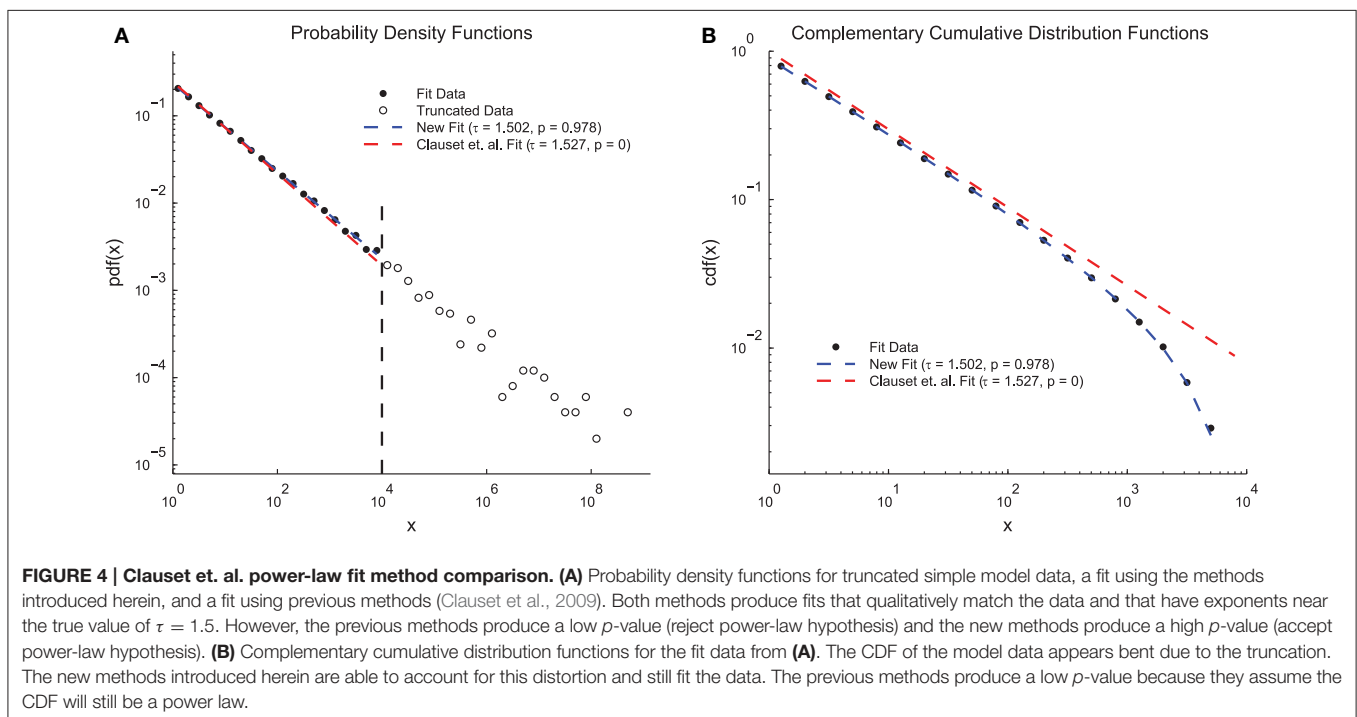 A
Probability Density Functions
10^-1
10^-2
10^-3
10^-4
10^-5
pdf(x)
Fit Data
Truncated Data
New Fit (τ = 1.502, p = 0.978)
Clauset et. al. Fit (τ = 1.527, p = 0)
10^0
10^2
10^4
10^6
10^8
x
B
Complementary Cumulative Distribution Functions
10^0
10^-1
10^-2
cdf(x)
Fit Data
New Fit (τ = 1.502, p = 0.978)
Clauset et. al. Fit (τ = 1.527, p = 0)
10^0
10^1
10^2
10^3
10^4
x
FIGURE 4 | Clauset et. al. power-law fit method comparison. (A) Probability density functions for truncated simple model data, a fit using the methods
introduced herein, and a fit using previous methods (Clauset et al., 2009). Both methods produce fits that qualitatively match the data and that have exponents near
the true value of τ = 1.5. However, the previous methods produce a low p-value (reject power-law hypothesis) and the new methods produce a high p-value (accept
power-law hypothesis). (B) Complementary cumulative distribution functions for the fit data from (A). The CDF of the model data appears bent due to the truncation.
The new methods introduced herein are able to account for this distortion and still fit the data. The previous methods produce a low p-value because they assume the
CDF will still be a power law.